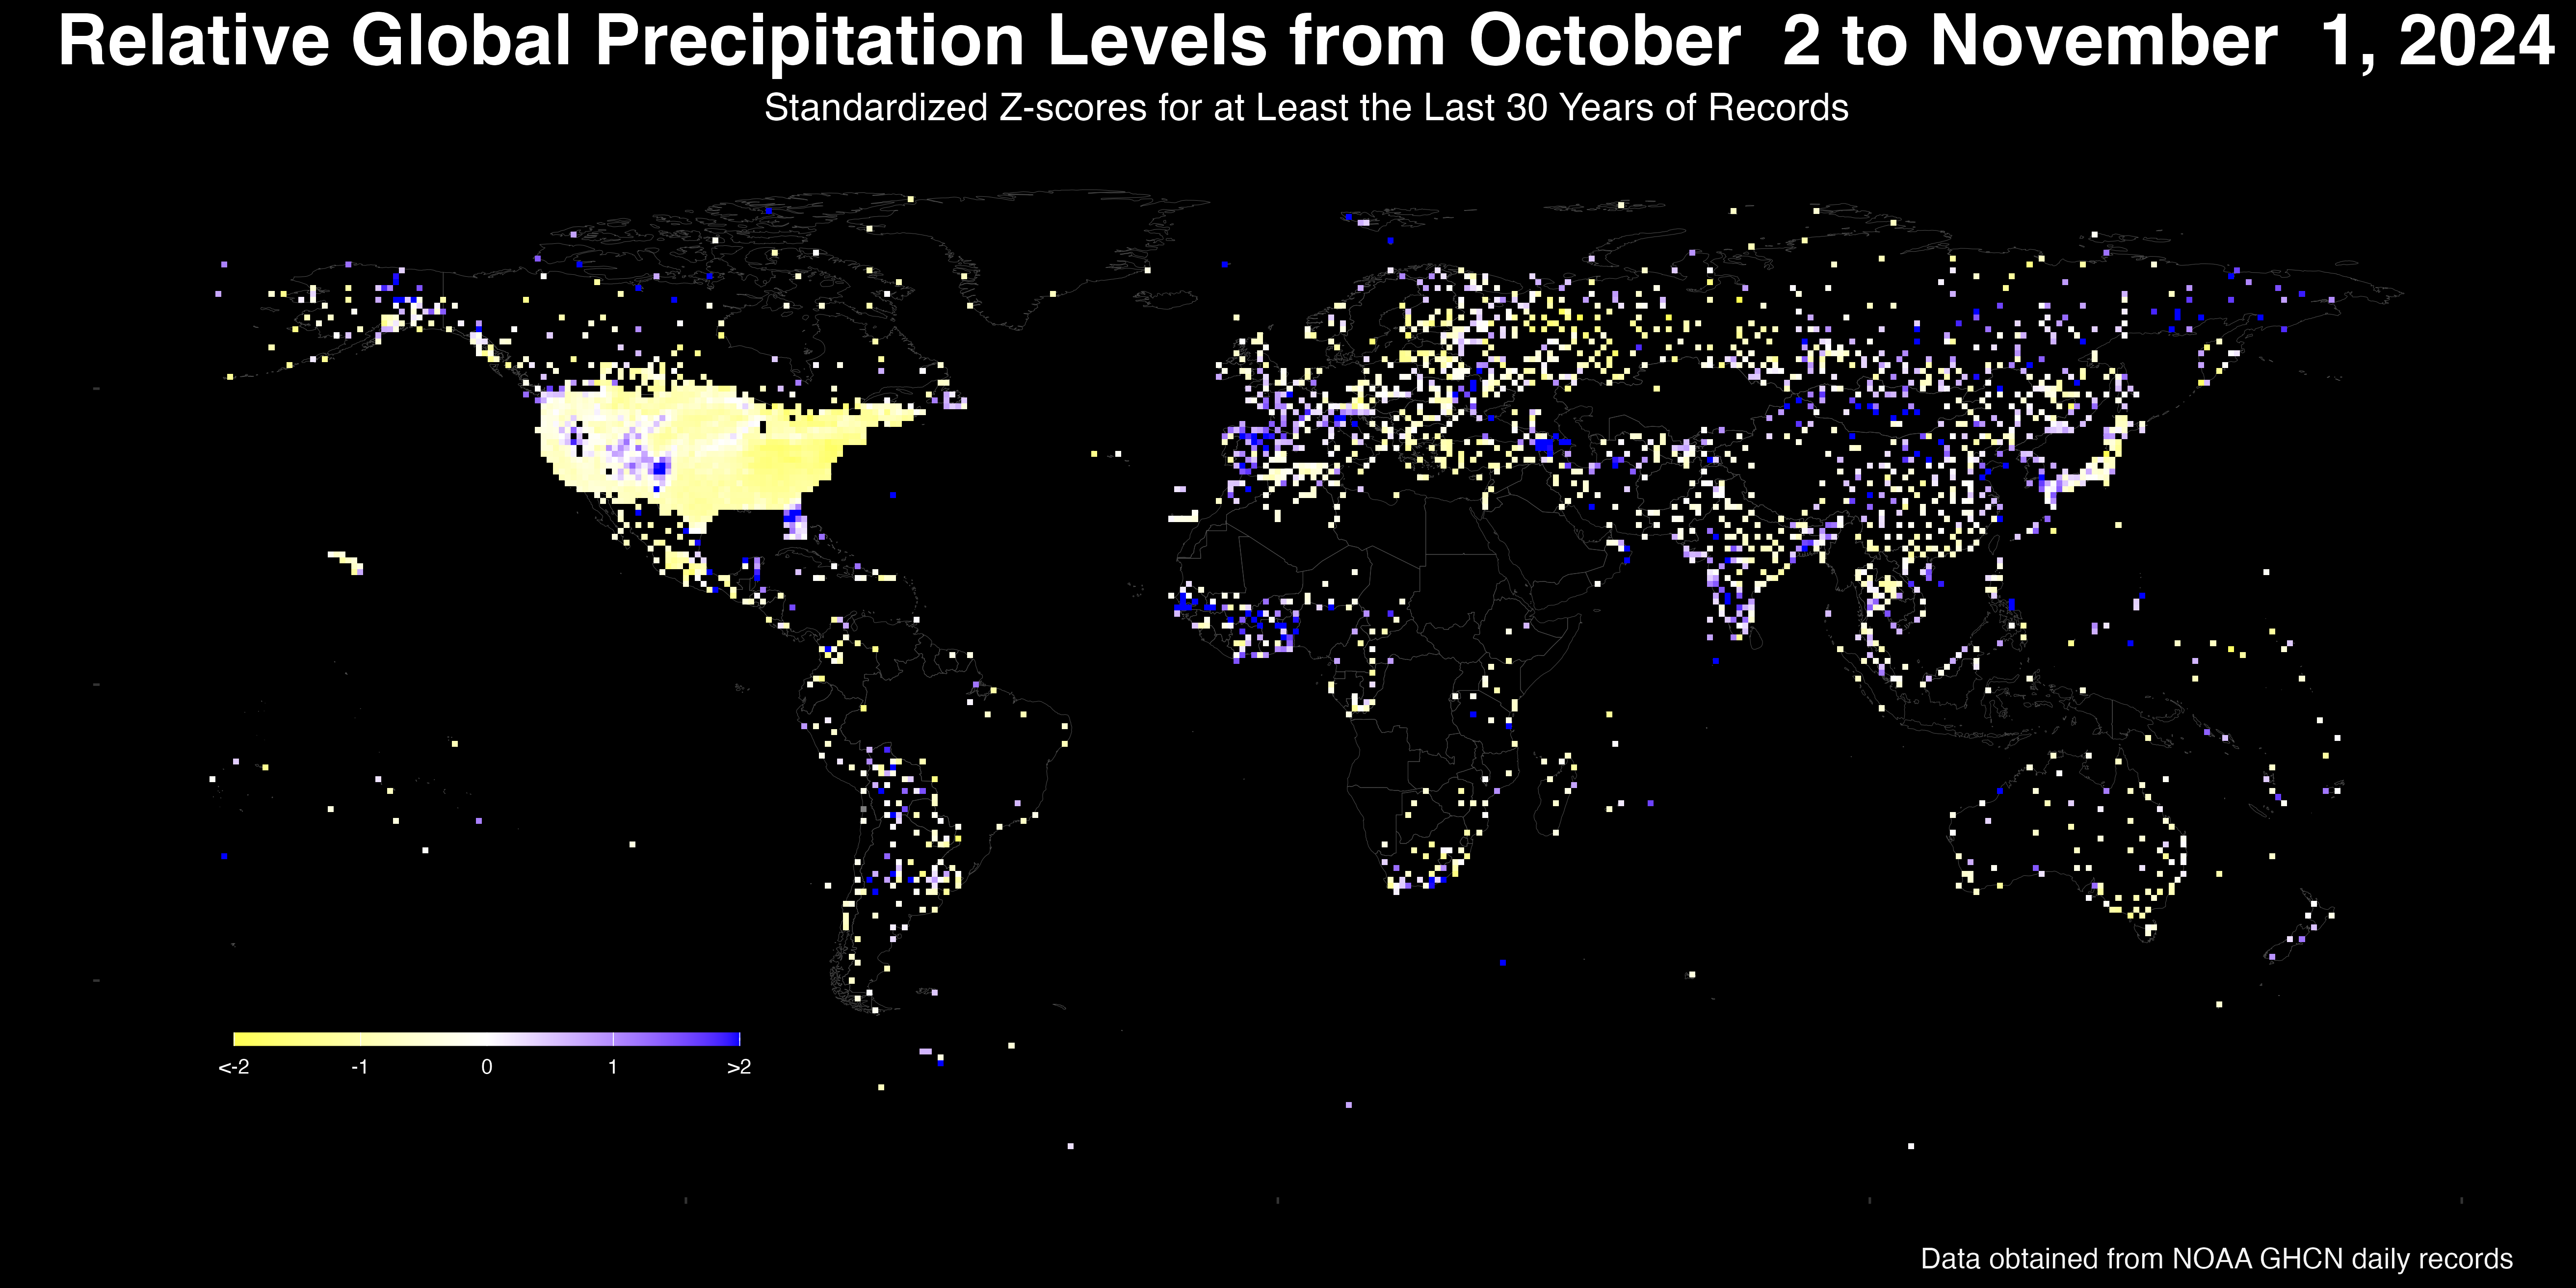 Relative Global Precipitation Levels from October  2 to November  1, 2024
Standardized Z-scores for at Least the Last 30 Years of Records
<-2 -1 0 1 >2
Data obtained from NOAA GHCN daily records